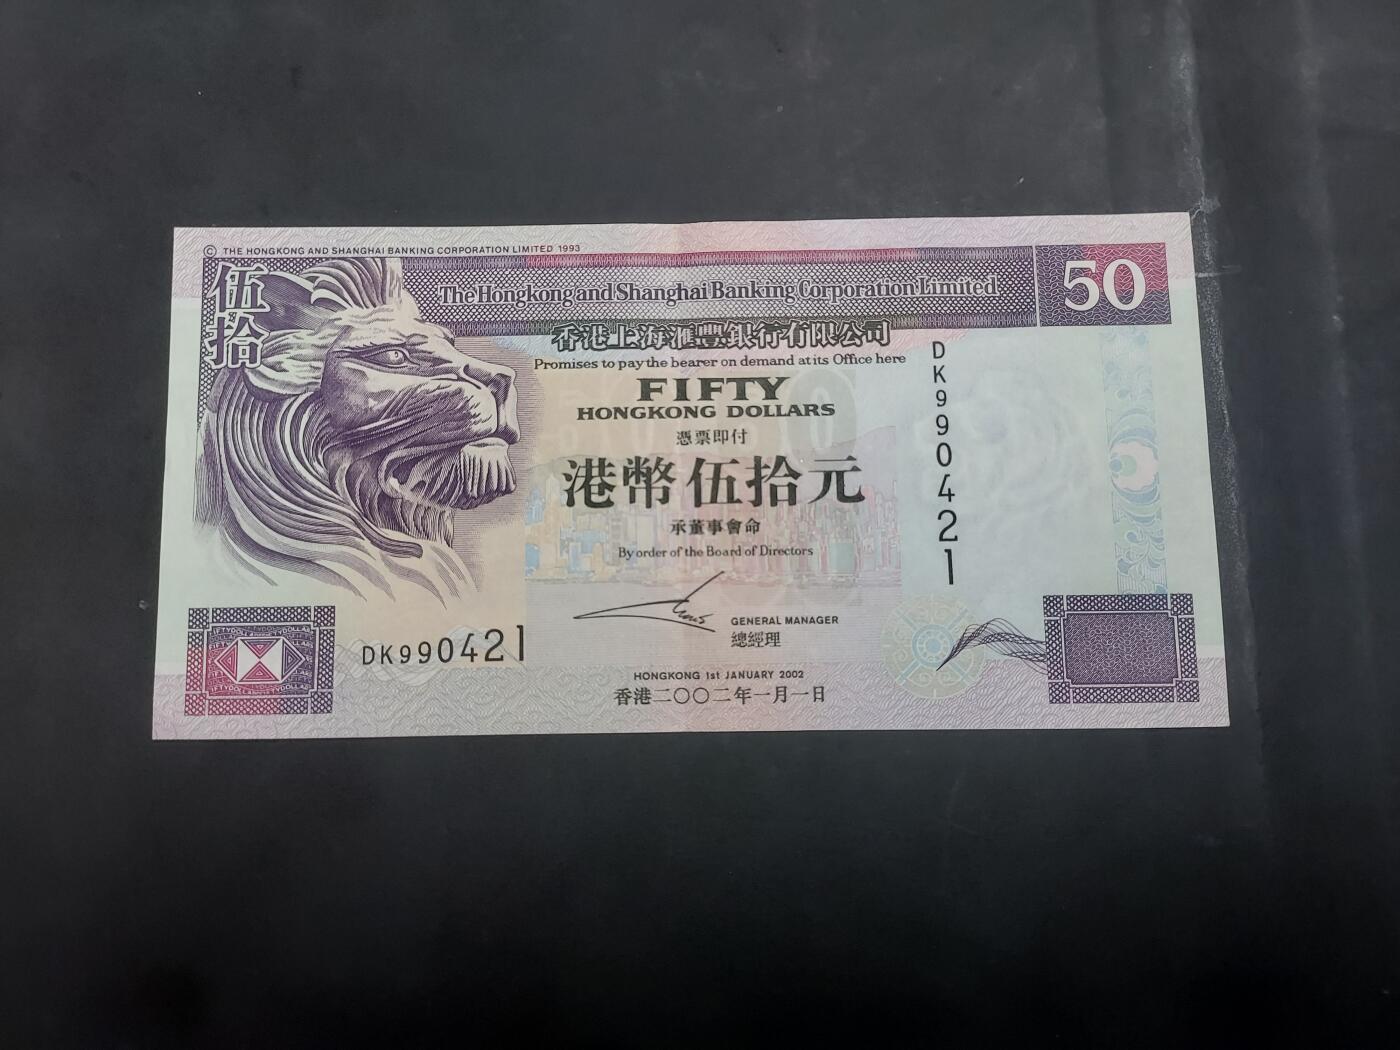 © THE HONGKONG AND SHANGHAI BANKING CORPORATION LIMITED 1993
伍拾
The Hongkong and Shanghai Banking Corporation Limited
50
香港上海滙豐銀行有限公司
Promises to pay the bearer on demand at its Office here
FIFTY
HONGKONG DOLLARS
憑票即付
港幣伍拾元
承董事會命
By order of the Board of Directors
DK990421
GENERAL MANAGER
總經理
DK990421
HONGKONG 1st JANUARY 2002
香港二〇〇二年一月一日